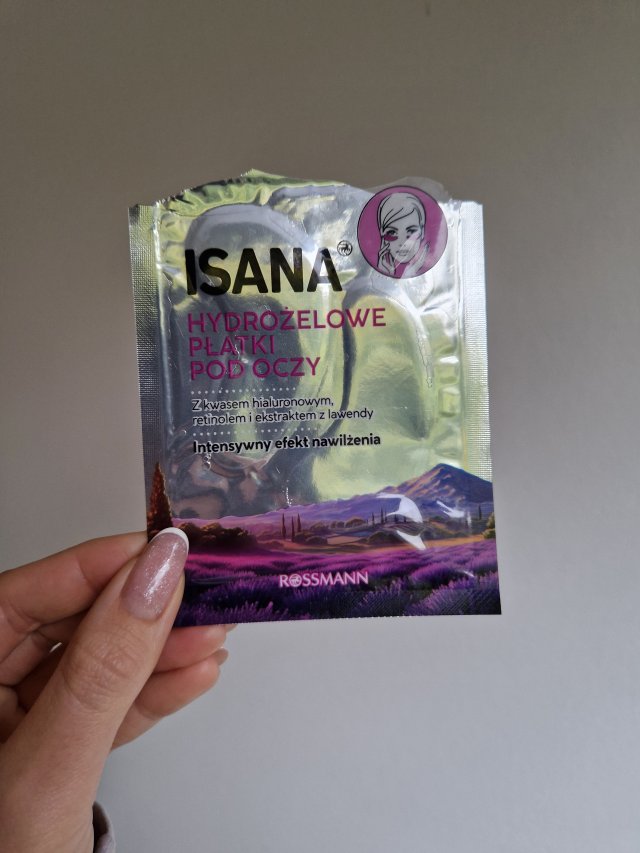 ISANA®
HYDROŻELOWE
PŁATKI
POD OCZY
Z kwasem hialuronowym,
retinolem i ekstraktem z lawendy
Intensywny efekt nawilżenia
ROSSMANN